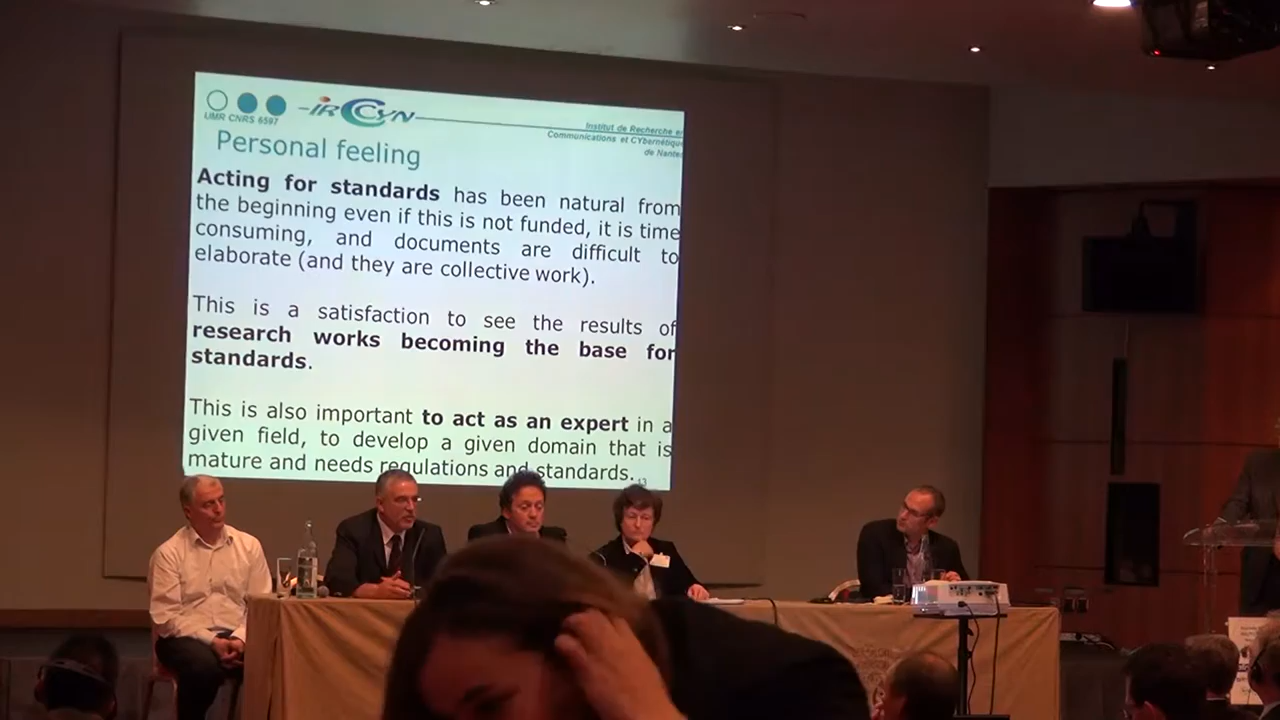 UMR CNRS 6597
IRCCYN
Institut de Recherche en
Communications et CYbernétique
de Nantes
Personal feeling
Acting for standards has been natural from
the beginning even if this is not funded, it is time
consuming, and documents are difficult to
elaborate (and they are collective work).
This is a satisfaction to see the results of
research works becoming the base for
standards.
This is also important to act as an expert in a
given field, to develop a given domain that is
mature and needs regulations and standards.
13